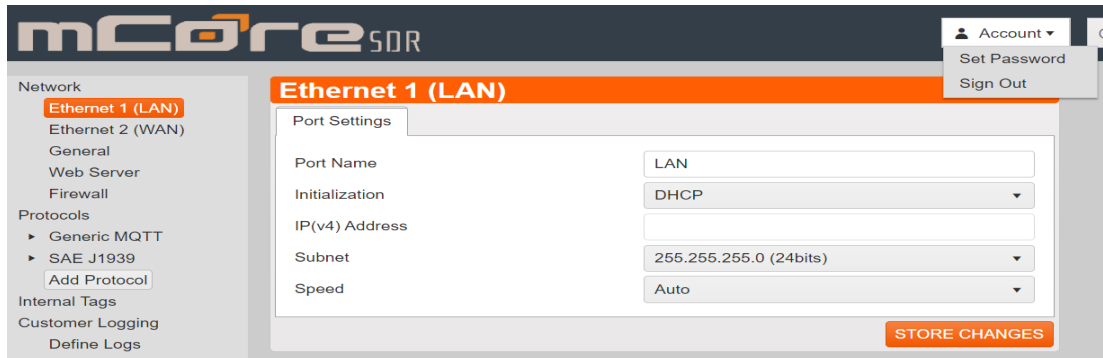 mCore SDR
Account
Set Password
Sign Out
Network
Ethernet 1 (LAN)
Ethernet 2 (WAN)
General
Web Server
Firewall
Protocols
Generic MQTT
SAE J1939
Add Protocol
Internal Tags
Customer Logging
Define Logs
Ethernet 1 (LAN)
Port Settings
Port Name LAN
Initialization DHCP
IP(v4) Address
Subnet 255.255.255.0 (24bits)
Speed Auto
STORE CHANGES